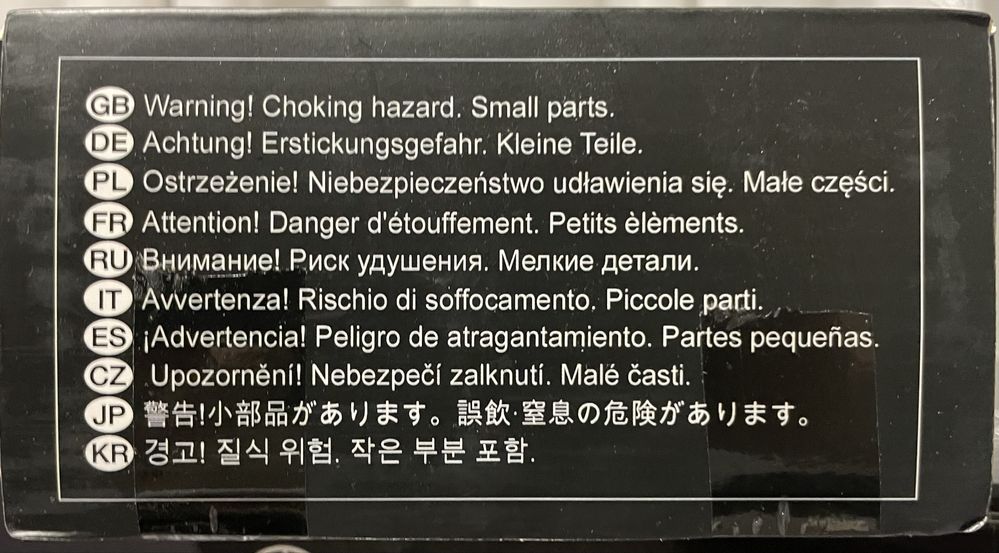 GB Warning! Choking hazard. Small parts.
DE Achtung! Erstickungsgefahr. Kleine Teile.
PL Ostrzeżenie! Niebezpieczeństwo udławienia się. Małe części.
FR Attention! Danger d'étouffement. Petits èlèments.
RU Внимание! Риск удушения. Мелкие детали.
IT Avvertenza! Rischio di soffocamento. Piccole parti.
ES ¡Advertencia! Peligro de atragantamiento. Partes pequeñas.
CZ Upozornění! Nebezpečí zalknutí. Malé časti.
JP 警告!小部品があります。誤飲·窒息の危険があります。
KR 경고! 질식 위험. 작은 부분 포함.